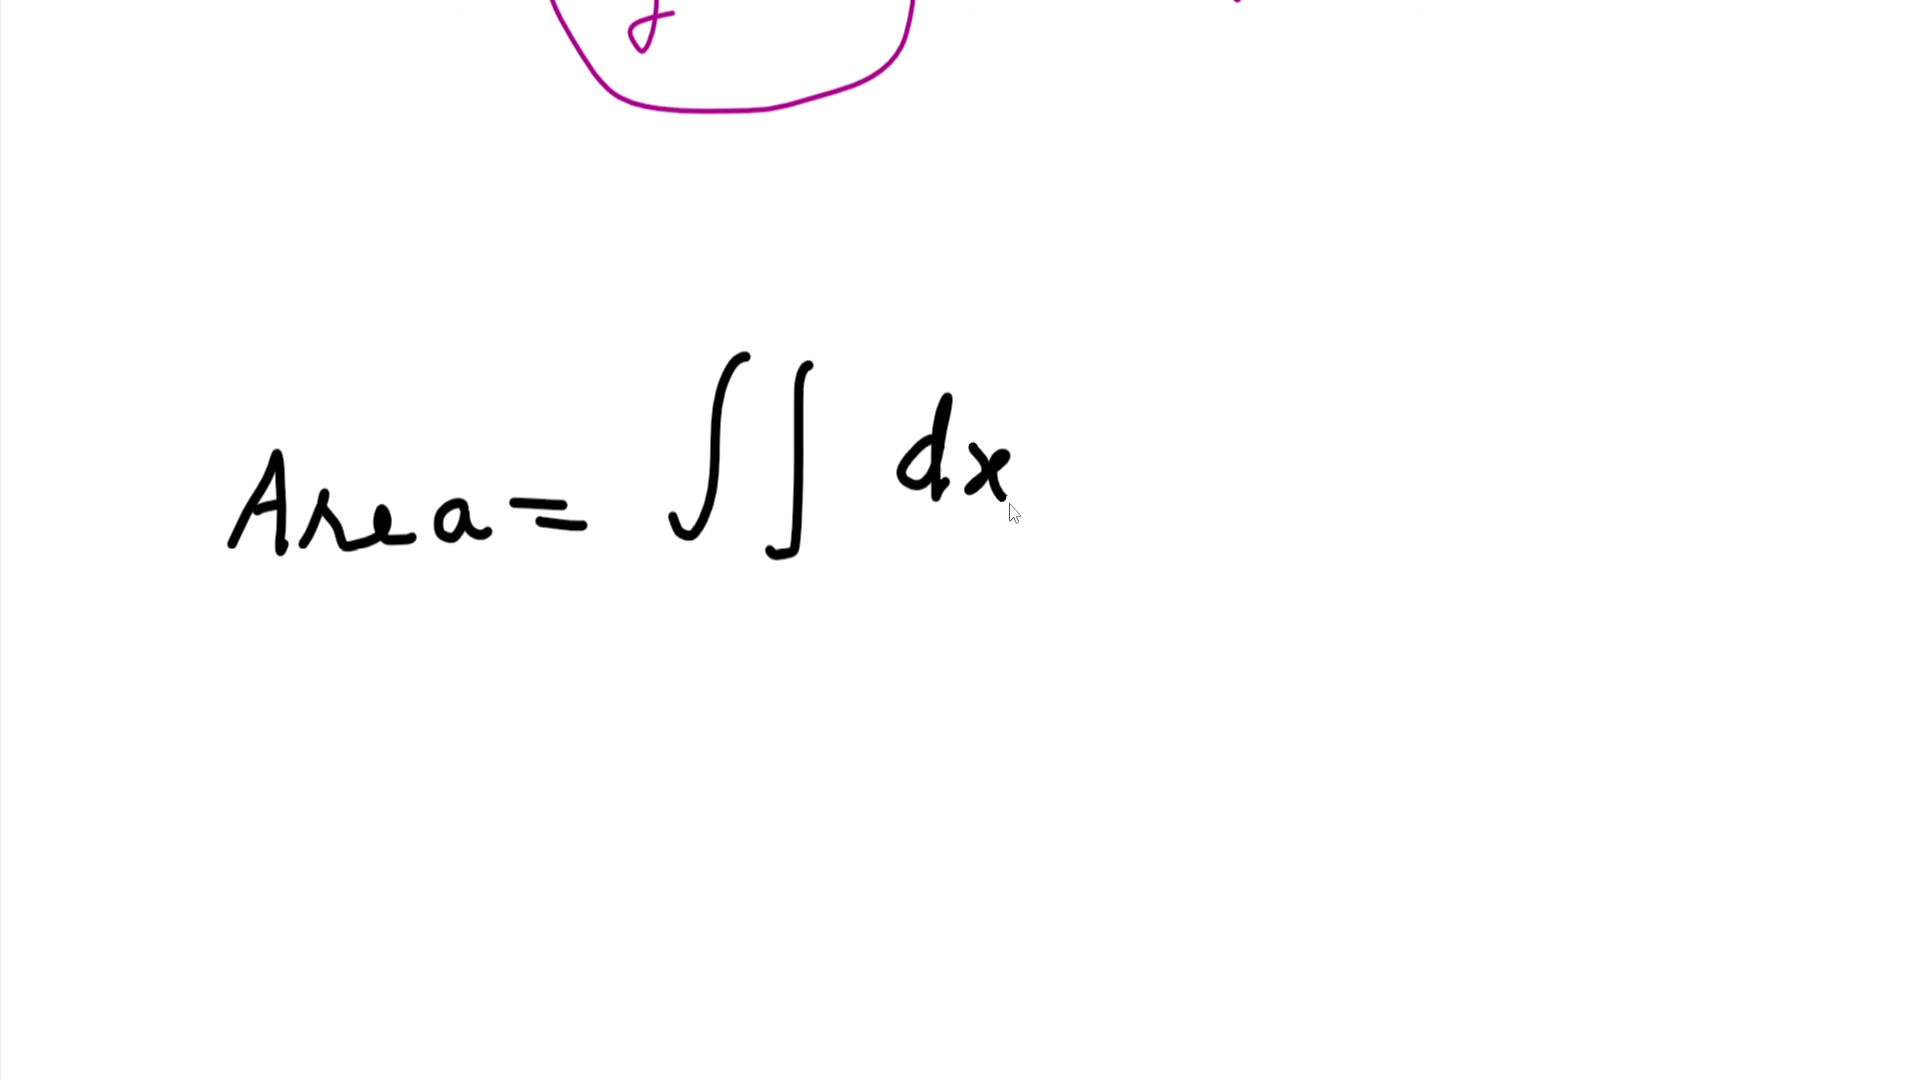 Area = ∫∫ dx